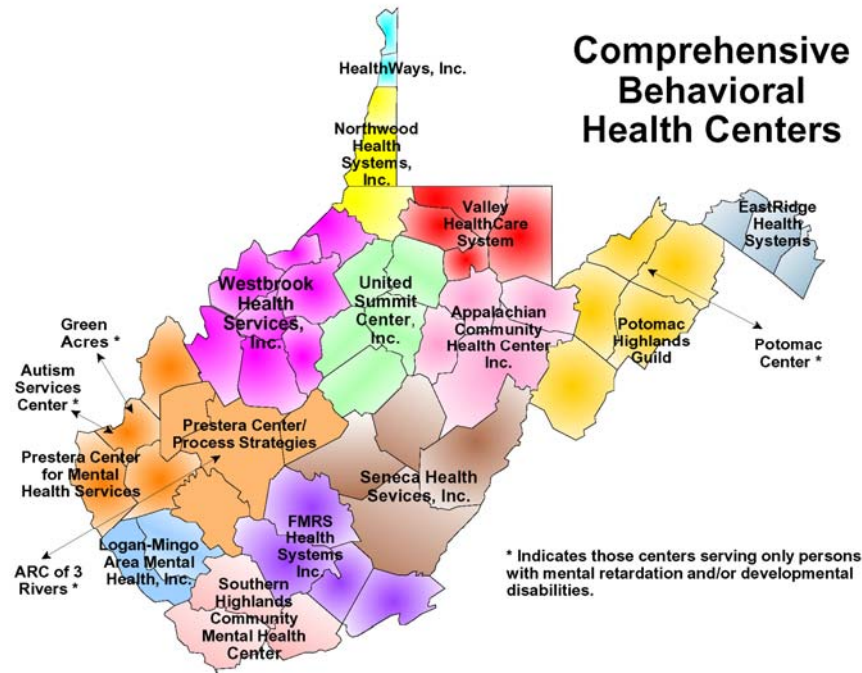 Comprehensive
Behavioral
Health Centers
HealthWays, Inc.
Northwood
Health
Systems,
Inc.
Valley
HealthCare
System
EastRidge
Health
Systems
Westbrook
Health
Services,
Inc.
United
Summit
Center,
Inc.
Appalachian
Community
Health Center
Inc.
Potomac
Highlands
Guild
Potomac
Center *
Green
Acres *
Autism
Services
Center *
Prestera Center
for Mental
Health Services
Prestera Center/
Process Strategies
Seneca Health
Sevices, Inc.
FMRS
Health
Systems
Inc.
Logan-Mingo
Area Mental
Health, Inc.
ARC of 3
Rivers *
Southern
Highlands
Community
Mental Health
Center
* Indicates those centers serving only persons
with mental retardation and/or developmental
disabilities.